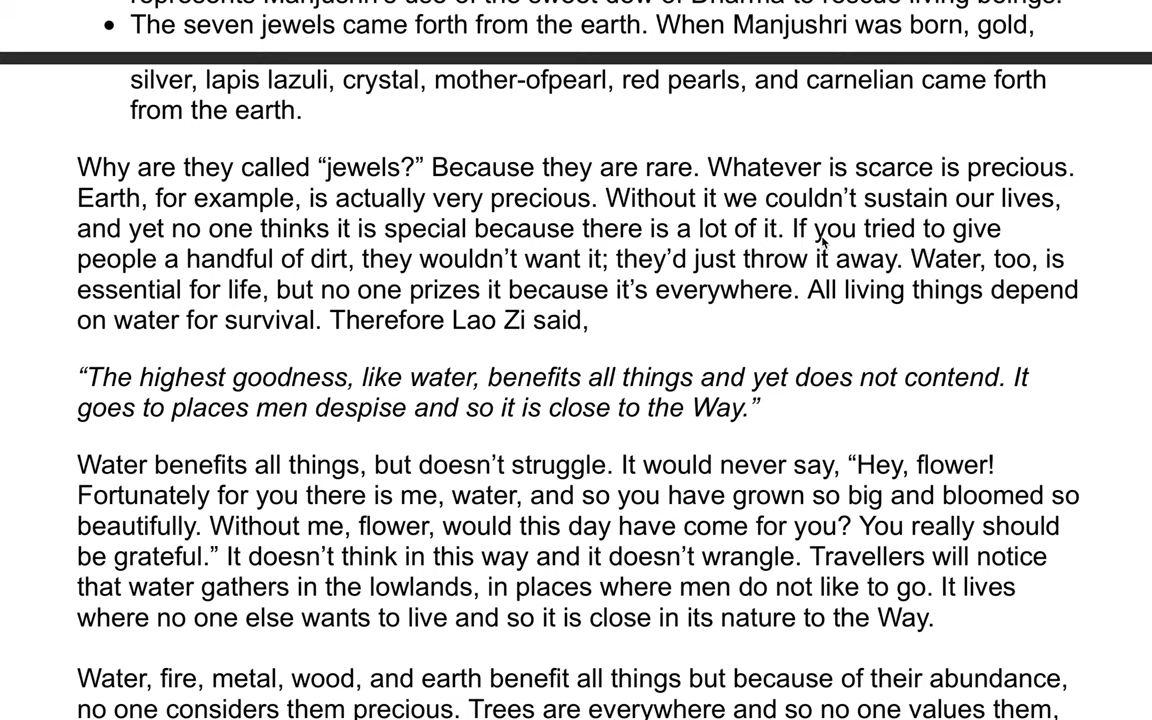 represents Manjushri's use of the sweet dew of Dharma to rescue living beings.
• The seven jewels came forth from the earth. When Manjushri was born, gold,
silver, lapis lazuli, crystal, mother-ofpearl, red pearls, and carnelian came forth
from the earth.
Why are they called “jewels?” Because they are rare. Whatever is scarce is precious.
Earth, for example, is actually very precious. Without it we couldn’t sustain our lives,
and yet no one thinks it is special because there is a lot of it. If you tried to give
people a handful of dirt, they wouldn’t want it; they’d just throw it away. Water, too, is
essential for life, but no one prizes it because it’s everywhere. All living things depend
on water for survival. Therefore Lao Zi said,
“The highest goodness, like water, benefits all things and yet does not contend. It
goes to places men despise and so it is close to the Way.”
Water benefits all things, but doesn’t struggle. It would never say, “Hey, flower!
Fortunately for you there is me, water, and so you have grown so big and bloomed so
beautifully. Without me, flower, would this day have come for you? You really should
be grateful.” It doesn’t think in this way and it doesn’t wrangle. Travellers will notice
that water gathers in the lowlands, in places where men do not like to go. It lives
where no one else wants to live and so it is close in its nature to the Way.
Water, fire, metal, wood, and earth benefit all things but because of their abundance,
no one considers them precious. Trees are everywhere and so no one values them,